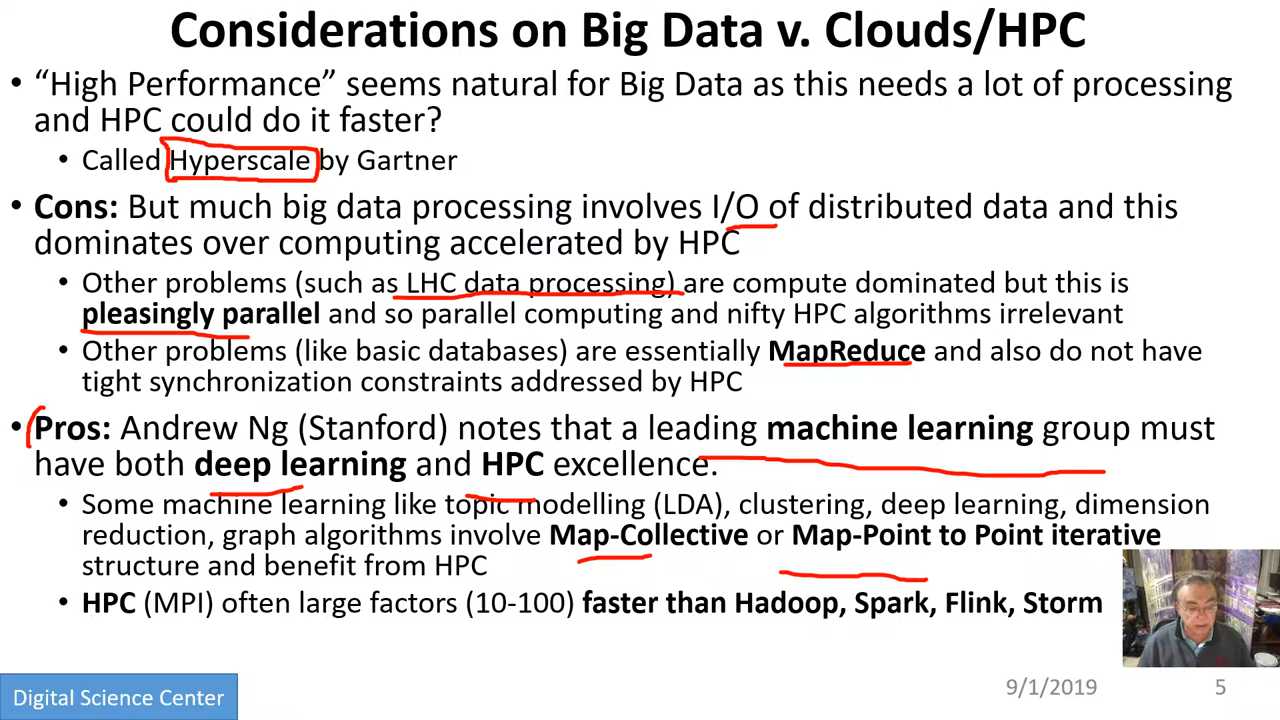 Considerations on Big Data v. Clouds/HPC
• “High Performance” seems natural for Big Data as this needs a lot of processing
and HPC could do it faster?
• Called Hyperscale by Gartner
• Cons: But much big data processing involves I/O of distributed data and this
dominates over computing accelerated by HPC
• Other problems (such as LHC data processing) are compute dominated but this is
pleasingly parallel and so parallel computing and nifty HPC algorithms irrelevant
• Other problems (like basic databases) are essentially MapReduce and also do not have
tight synchronization constraints addressed by HPC
• Pros: Andrew Ng (Stanford) notes that a leading machine learning group must
have both deep learning and HPC excellence.
• Some machine learning like topic modelling (LDA), clustering, deep learning, dimension
reduction, graph algorithms involve Map-Collective or Map-Point to Point iterative
structure and benefit from HPC
• HPC (MPI) often large factors (10-100) faster than Hadoop, Spark, Flink, Storm
Digital Science Center
9/1/2019
5